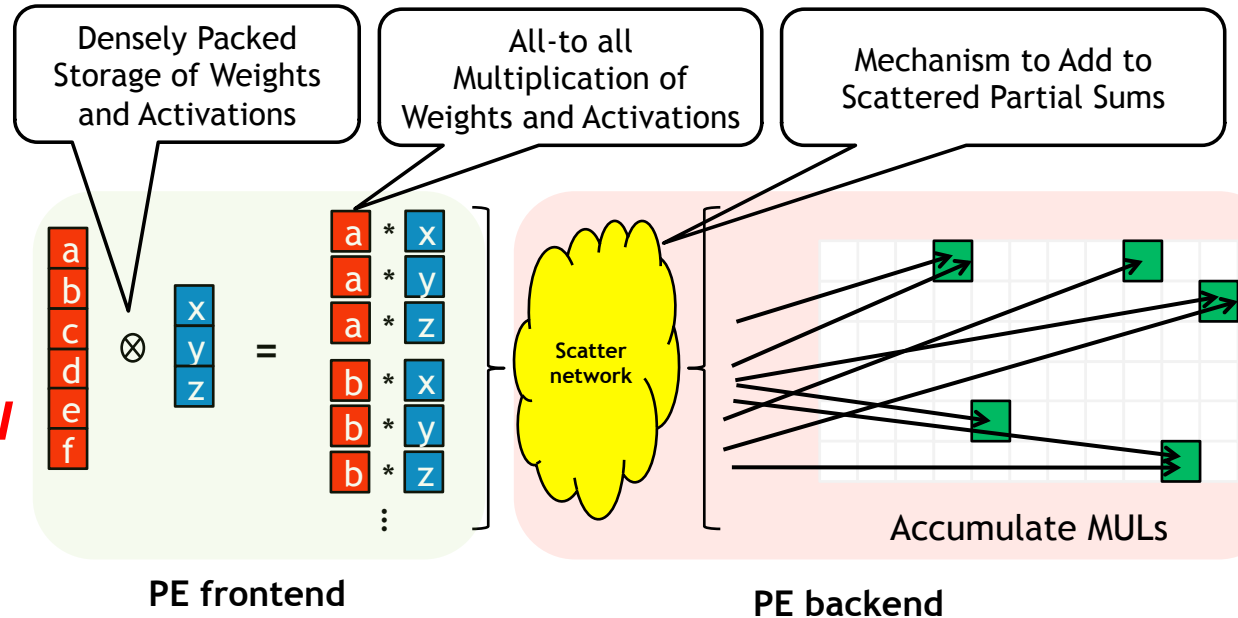 Densely Packed
Storage of Weights
and Activations
All-to all
Multiplication of
Weights and Activations
Mechanism to Add to
Scattered Partial Sums
a
b
c
d
e
f
⊗
x
y
z
=
a * x
a * y
a * z
b * x
b * y
b * z
⋮
Scatter
network
Accumulate MULs
PE frontend
PE backend